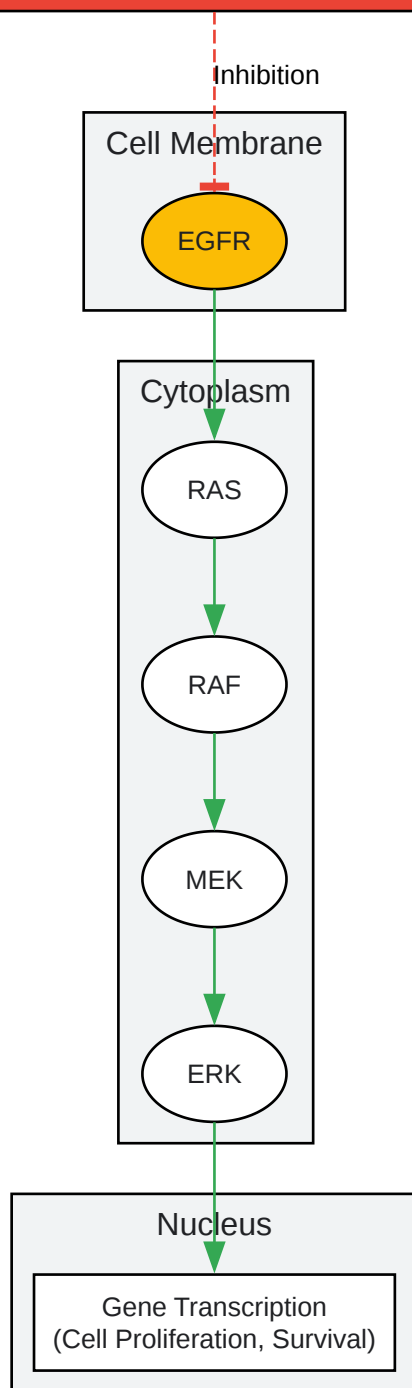 Inhibition
Cell Membrane
EGFR
Cytoplasm
RAS
RAF
MEK
ERK
Nucleus
Gene Transcription
(Cell Proliferation, Survival)